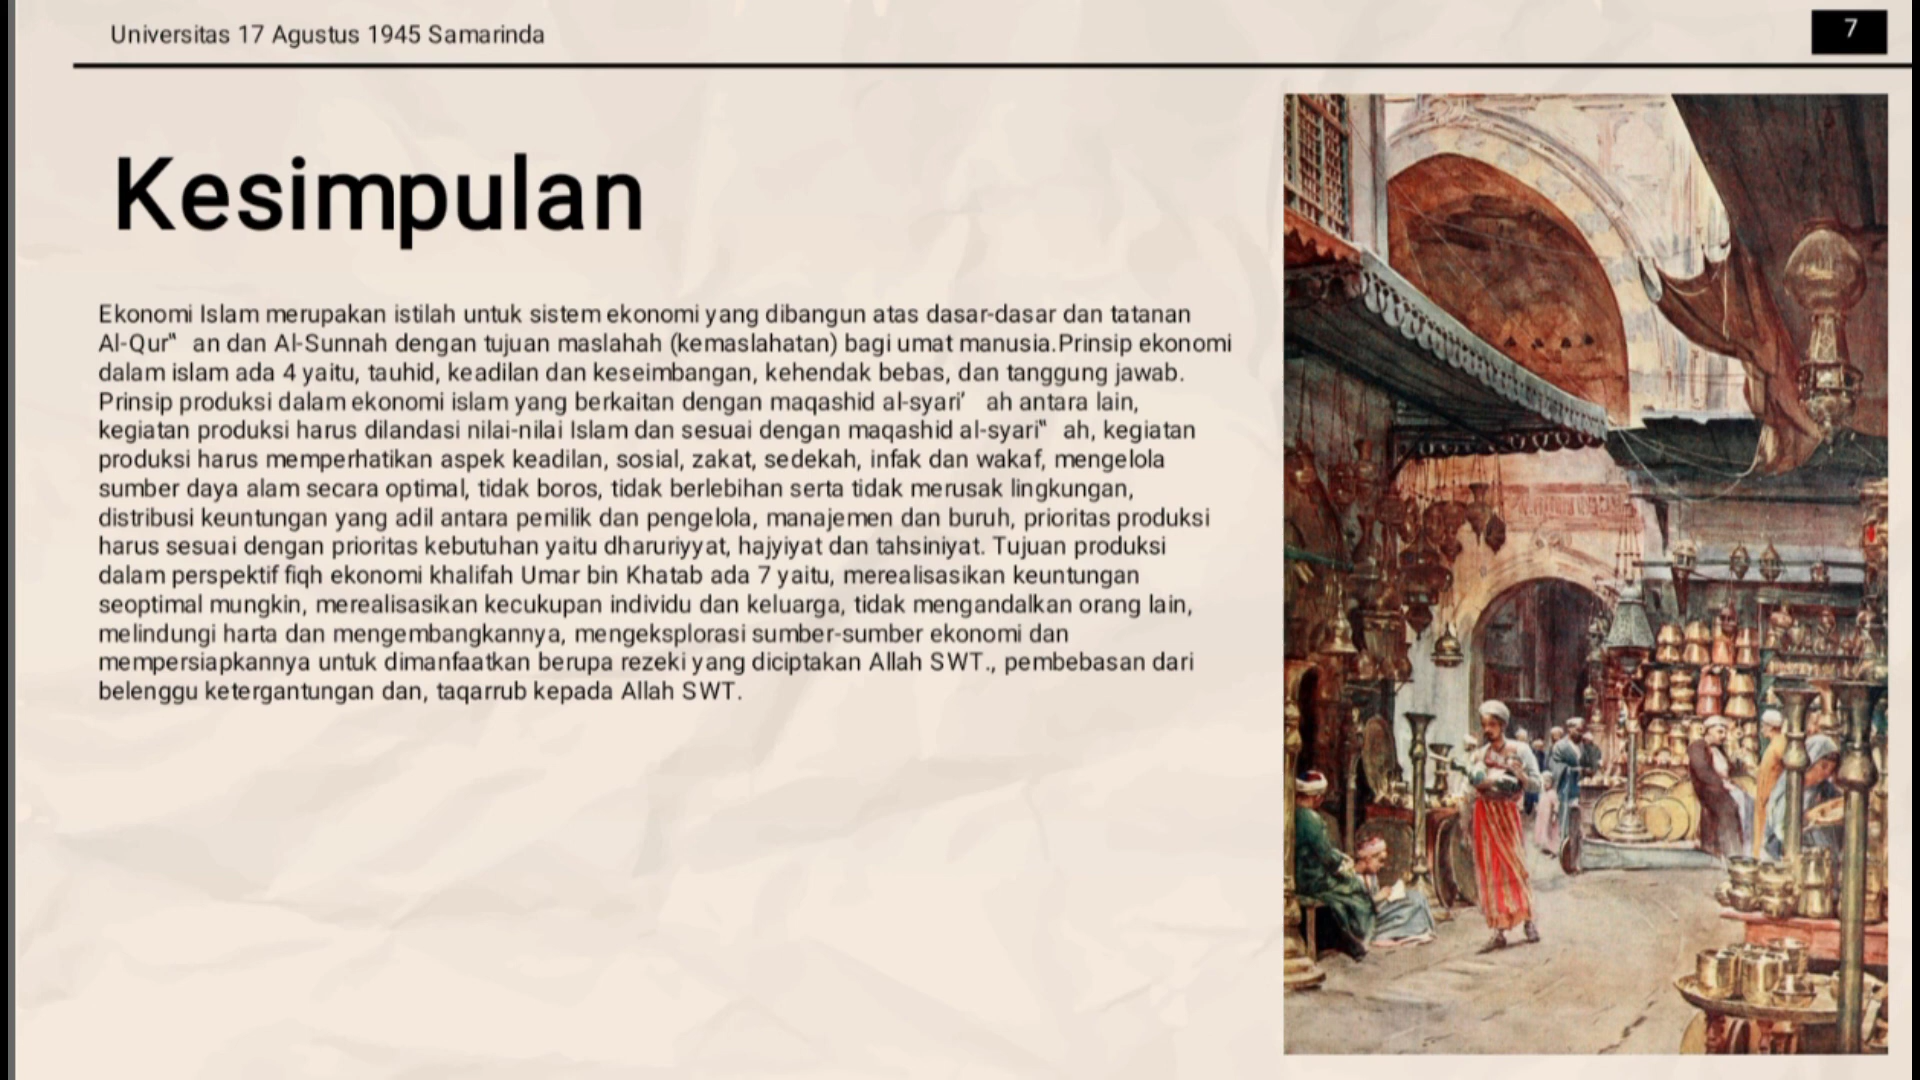 Universitas 17 Agustus 1945 Samarinda
7
Kesimpulan
Ekonomi Islam merupakan istilah untuk sistem ekonomi yang dibangun atas dasar-dasar dan tatanan
Al-Qur‟ an dan Al-Sunnah dengan tujuan maslahah (kemaslahatan) bagi umat manusia.Prinsip ekonomi
dalam islam ada 4 yaitu, tauhid, keadilan dan keseimbangan, kehendak bebas, dan tanggung jawab.
Prinsip produksi dalam ekonomi islam yang berkaitan dengan maqashid al-syari’ ah antara lain,
kegiatan produksi harus dilandasi nilai-nilai Islam dan sesuai dengan maqashid al-syari‟ ah, kegiatan
produksi harus memperhatikan aspek keadilan, sosial, zakat, sedekah, infak dan wakaf, mengelola
sumber daya alam secara optimal, tidak boros, tidak berlebihan serta tidak merusak lingkungan,
distribusi keuntungan yang adil antara pemilik dan pengelola, manajemen dan buruh, prioritas produksi
harus sesuai dengan prioritas kebutuhan yaitu dharuriyyat, hajyiyat dan tahsiniyat. Tujuan produksi
dalam perspektif fiqh ekonomi khalifah Umar bin Khatab ada 7 yaitu, merealisasikan keuntungan
seoptimal mungkin, merealisasikan kecukupan individu dan keluarga, tidak mengandalkan orang lain,
melindungi harta dan mengembangkannya, mengeksplorasi sumber-sumber ekonomi dan
mempersiapkannya untuk dimanfaatkan berupa rezeki yang diciptakan Allah SWT., pembebasan dari
belenggu ketergantungan dan, taqarrub kepada Allah SWT.